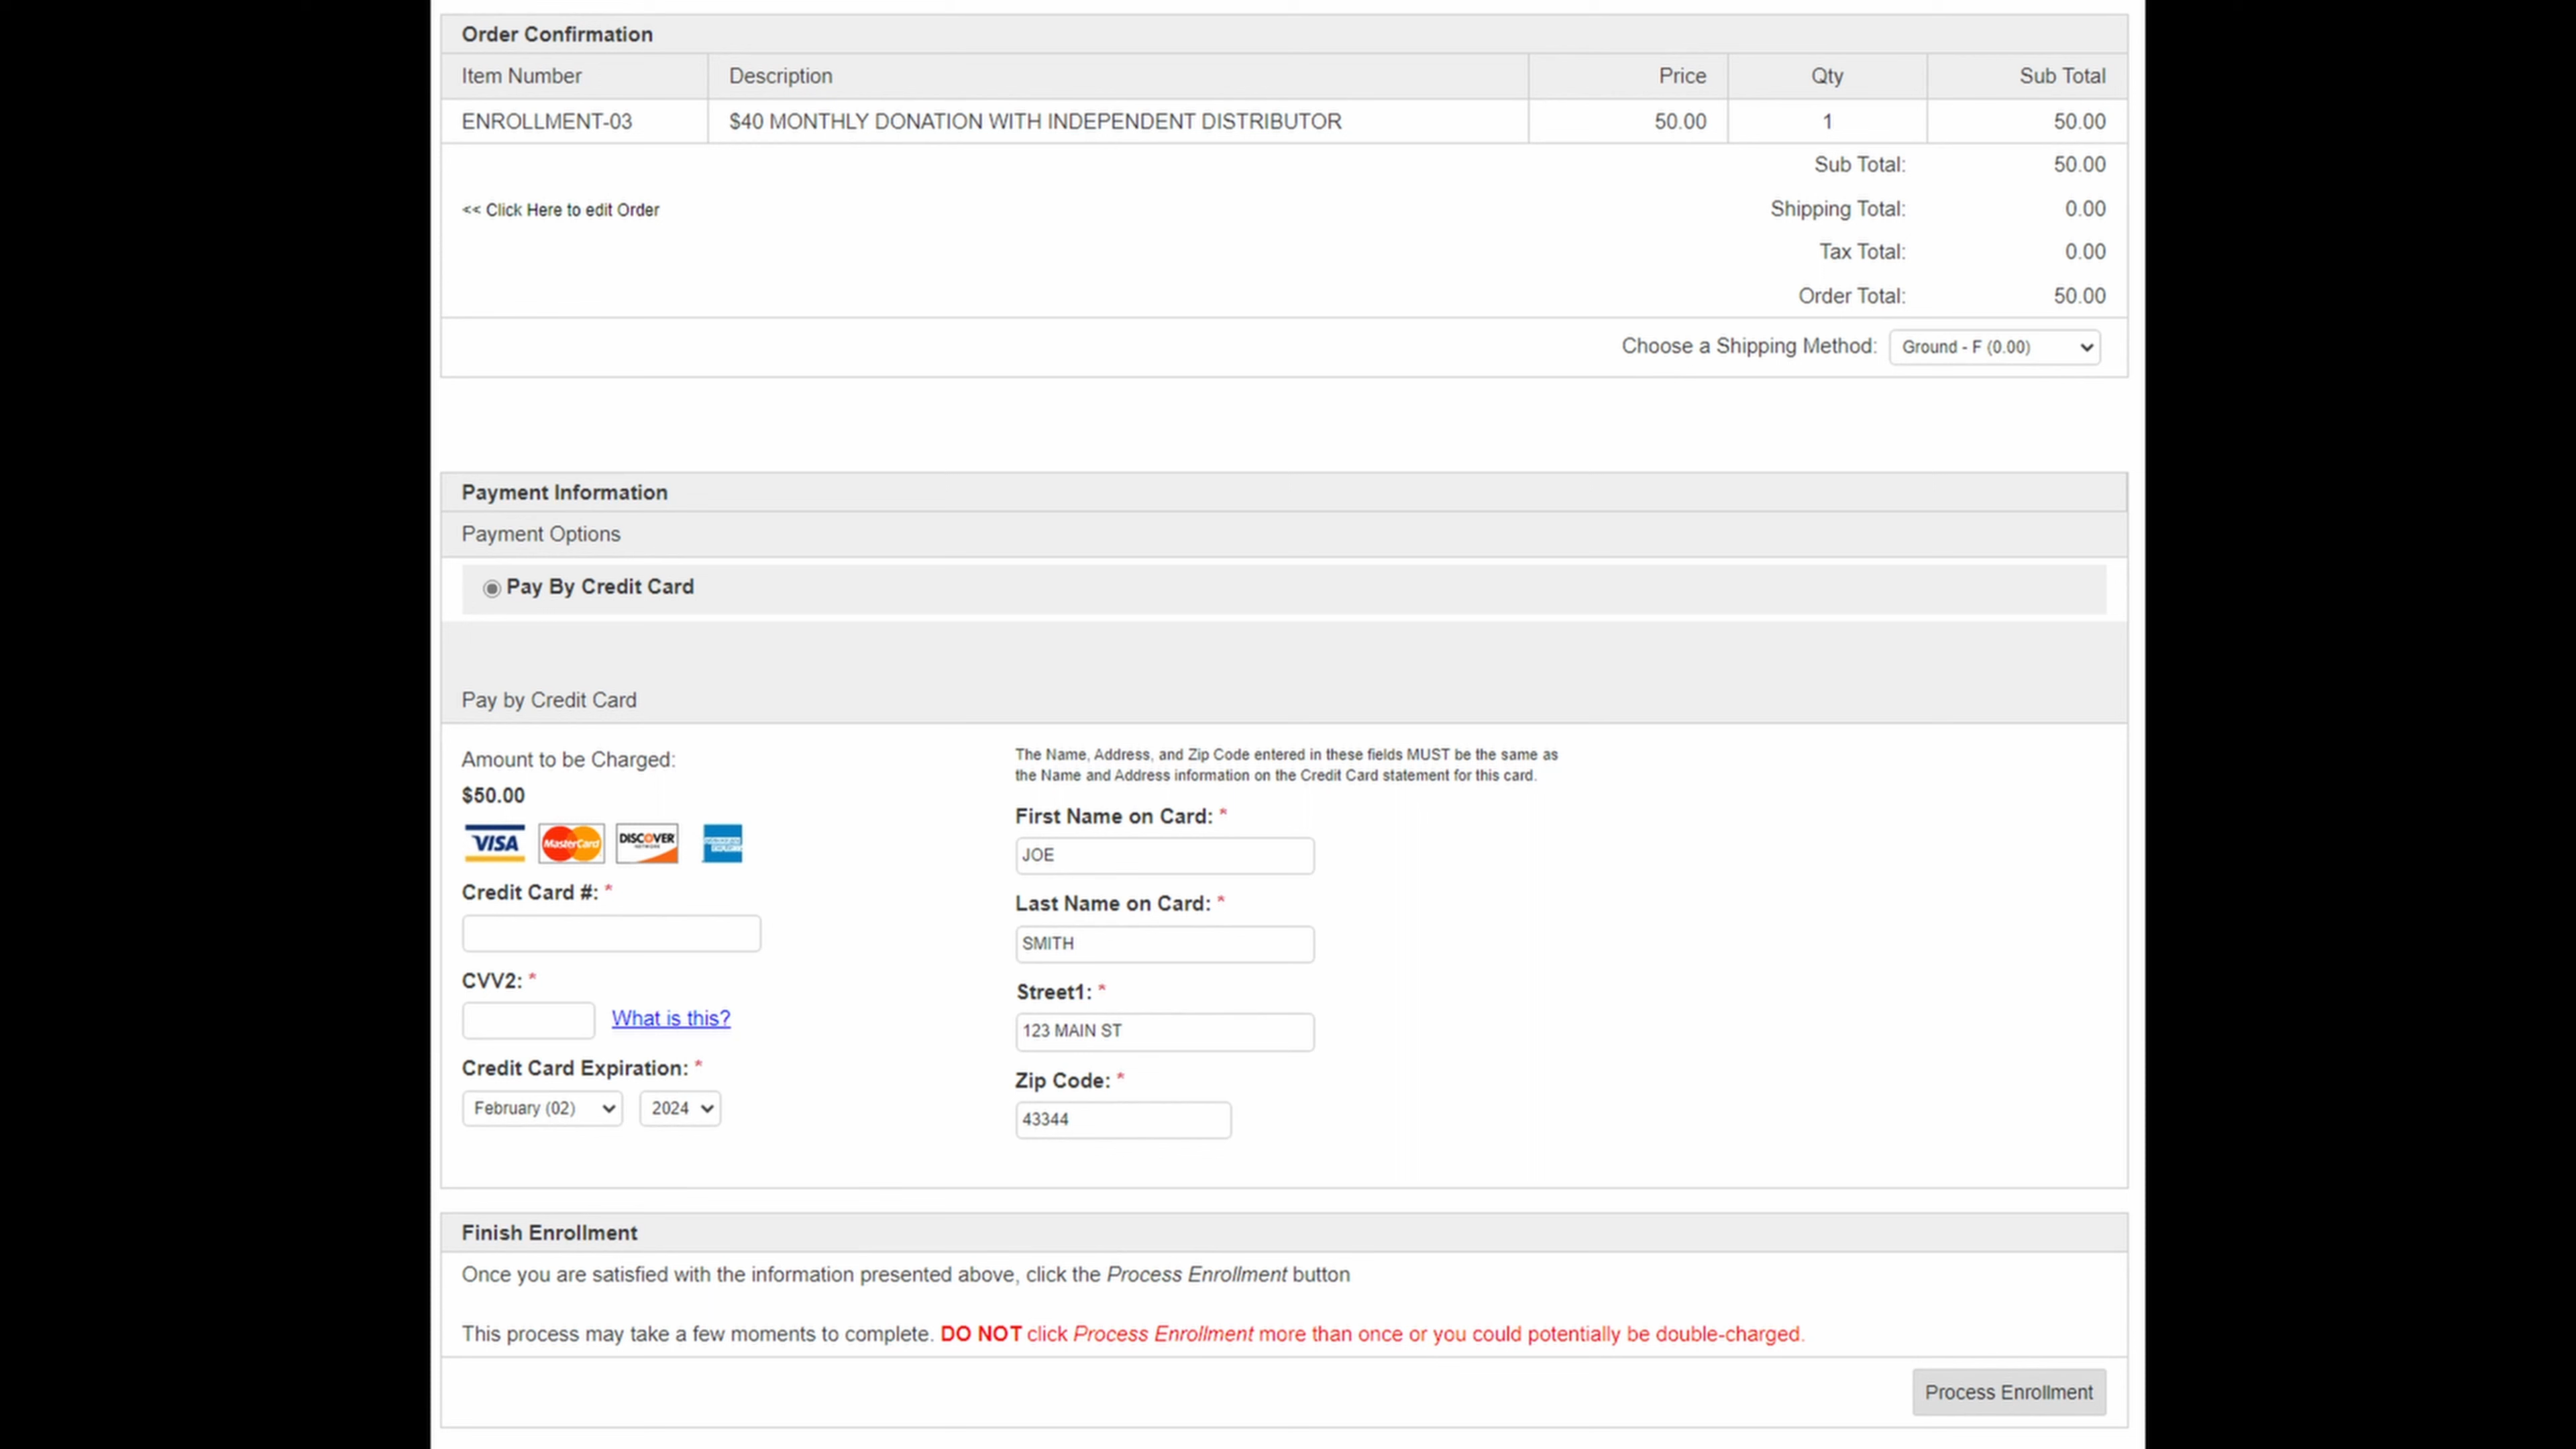 Order Confirmation
Item Number Description Price Qty Sub Total
ENROLLMENT-03 $40 MONTHLY DONATION WITH INDEPENDENT DISTRIBUTOR 50.00 1 50.00
Sub Total: 50.00
<< Click Here to edit Order
Shipping Total: 0.00
Tax Total: 0.00
Order Total: 50.00
Choose a Shipping Method: Ground - F (0.00)
Payment Information
Payment Options
Pay By Credit Card
Pay by Credit Card
Amount to be Charged:
$50.00
VISA MasterCard DISCOVER
Credit Card #: *
CVV2: *
What is this?
Credit Card Expiration: *
February (02) 2024
The Name, Address, and Zip Code entered in these fields MUST be the same as
the Name and Address information on the Credit Card statement for this card.
First Name on Card: *
JOE
Last Name on Card: *
SMITH
Street1: *
123 MAIN ST
Zip Code: *
43344
Finish Enrollment
Once you are satisfied with the information presented above, click the Process Enrollment button
This process may take a few moments to complete. DO NOT click Process Enrollment more than once or you could potentially be double-charged.
Process Enrollment